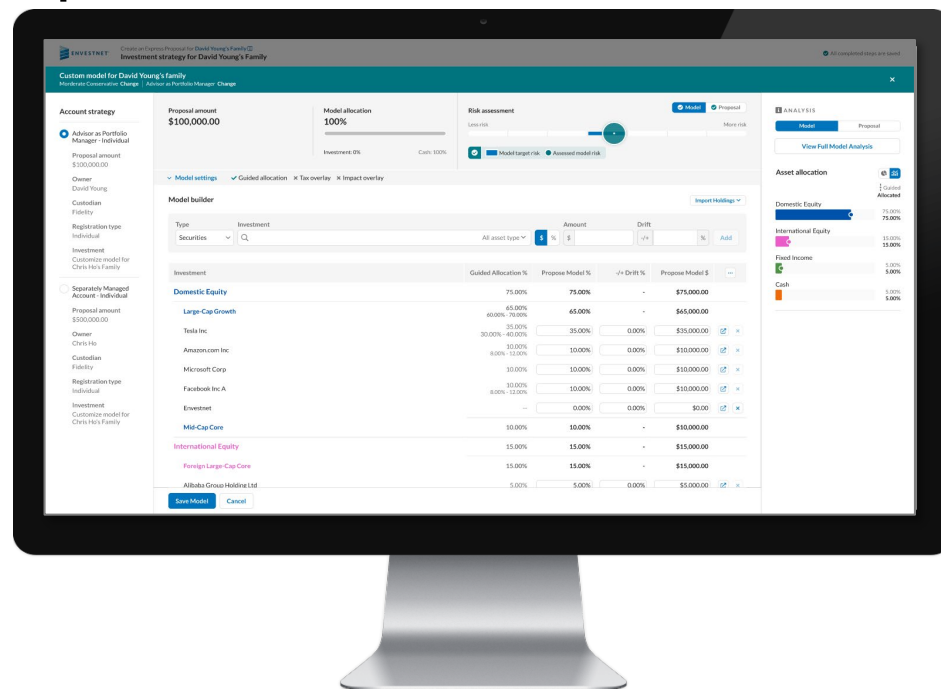 ENVESTNET
Create an Express Proposal for David Young's Family
Investment strategy for David Young's Family
All completed steps are saved
Custom model for David Young's family
Morderate Conservative Change | Advisor as Portfolio Manager Change
×
Account strategy
Advisor as Portfolio
Manager - Individual
Proposal amount
$100,000.00
Owner
David Young
Custodian
Fidelity
Registration type
Individual
Investment
Customize model for
Chris Ho's Family
Separately Managed
Account - Individual
Proposal amount
$500,000.00
Owner
Chris Ho
Custodian
Fidelity
Registration type
Individual
Investment
Customize model for
Chris Ho's Family
Proposal amount
$100,000.00
Model allocation
100%
Investment: 0% Cash: 100%
Risk assessment
Model Proposal
Less risk More risk
Model target risk Assessed model risk
Model settings Guided allocation × Tax overlay × Impact overlay
Model builder
Import Holdings
Type Investment Amount Drift
Securities All asset type $ % $ -/+ % Add
Investment Guided Allocation % Propose Model % -/+ Drift % Propose Model $ ...
Domestic Equity 75.00% 75.00% - $75,000.00
Large-Cap Growth 65.00% 65.00% - $65,000.00
60.00% - 70.00%
Tesla Inc 35.00% 35.00% 0.00% $35,000.00 ×
30.00% - 40.00%
Amazon.com Inc 10.00% 10.00% 0.00% $10,000.00 ×
8.00% - 12.00%
Microsoft Corp 10.00% 10.00% 0.00% $10,000.00 ×
Facebook Inc A 10.00% 10.00% 0.00% $10,000.00 ×
8.00% - 12.00%
Envestnet -- 0.00% 0.00% $0.00 ×
Mid-Cap Core 10.00% 10.00% - $10,000.00
International Equity 15.00% 15.00% - $15,000.00
Foreign Large-Cap Core 15.00% 15.00% - $15,000.00
Alibaba Group Holding Ltd 5.00% 5.00% 0.00% $5,000.00 ×
Save Model Cancel
ANALYSIS
Model Proposal
View Full Model Analysis
Asset allocation
Guided
Allocated
Domestic Equity
75.00%
75.00%
International Equity
15.00%
15.00%
Fixed Income
5.00%
5.00%
Cash
5.00%
5.00%